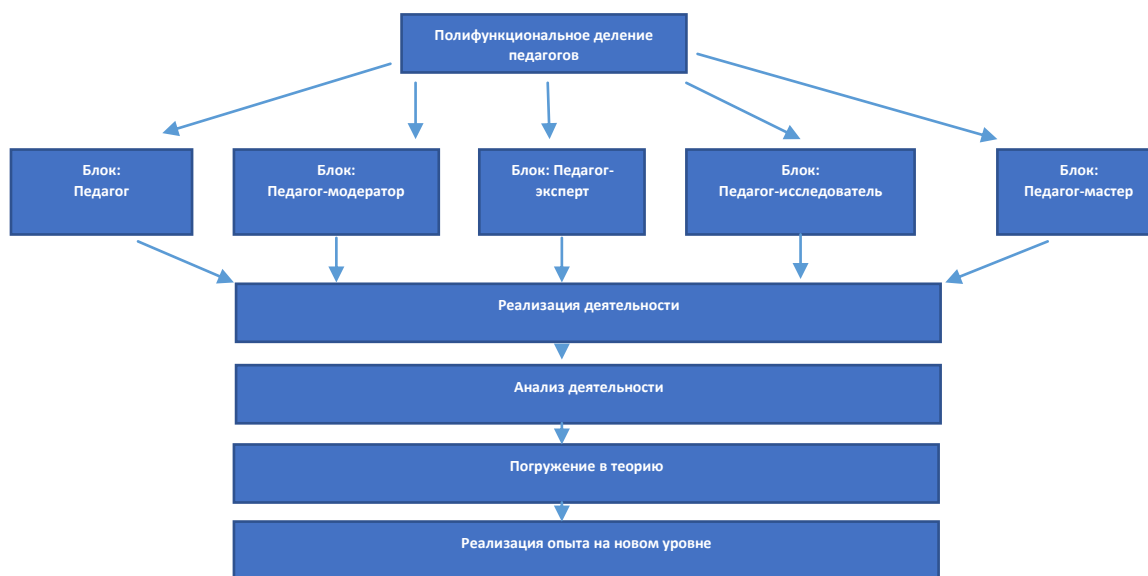 Полифункциональное деление
педагогов
Блок:
Педагог
Блок:
Педагог-модератор
Блок: Педагог-
эксперт
Блок:
Педагог-исследователь
Блок:
Педагог-мастер
Реализация деятельности
Анализ деятельности
Погружение в теорию
Реализация опыта на новом уровне